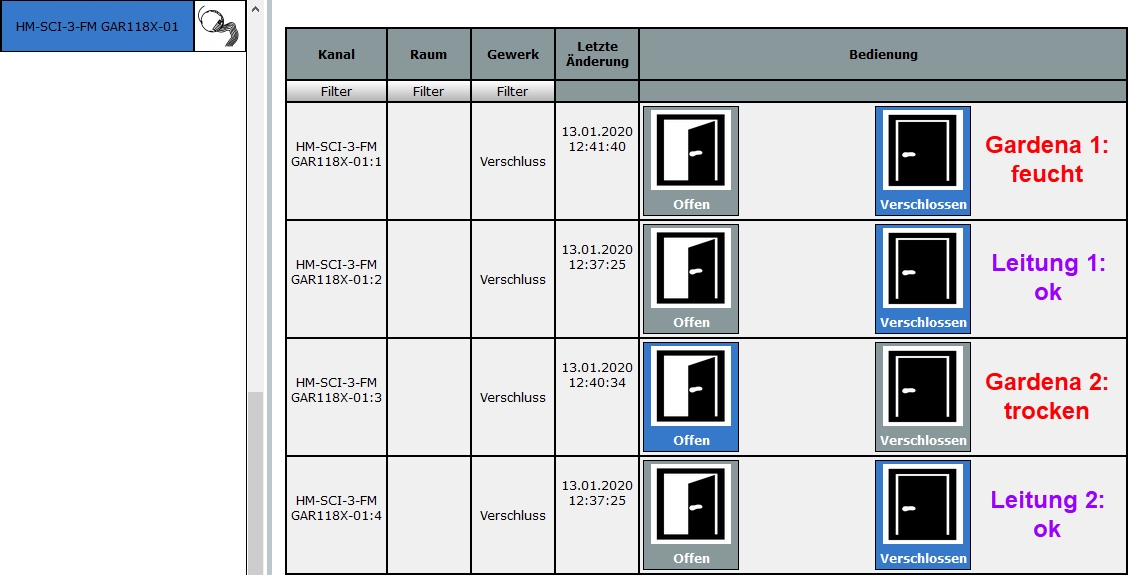 HM-SCI-3-FM GAR118X-01
Kanal
Raum
Gewerk
Letzte
Änderung
Bedienung
Filter
Filter
Filter
HM-SCI-3-FM
GAR118X-01:1
Verschluss
13.01.2020
12:41:40
Offen
Verschlossen
Gardena 1:
feucht
HM-SCI-3-FM
GAR118X-01:2
Verschluss
13.01.2020
12:37:25
Offen
Verschlossen
Leitung 1:
ok
HM-SCI-3-FM
GAR118X-01:3
Verschluss
13.01.2020
12:40:34
Offen
Verschlossen
Gardena 2:
trocken
HM-SCI-3-FM
GAR118X-01:4
Verschluss
13.01.2020
12:37:25
Offen
Verschlossen
Leitung 2:
ok